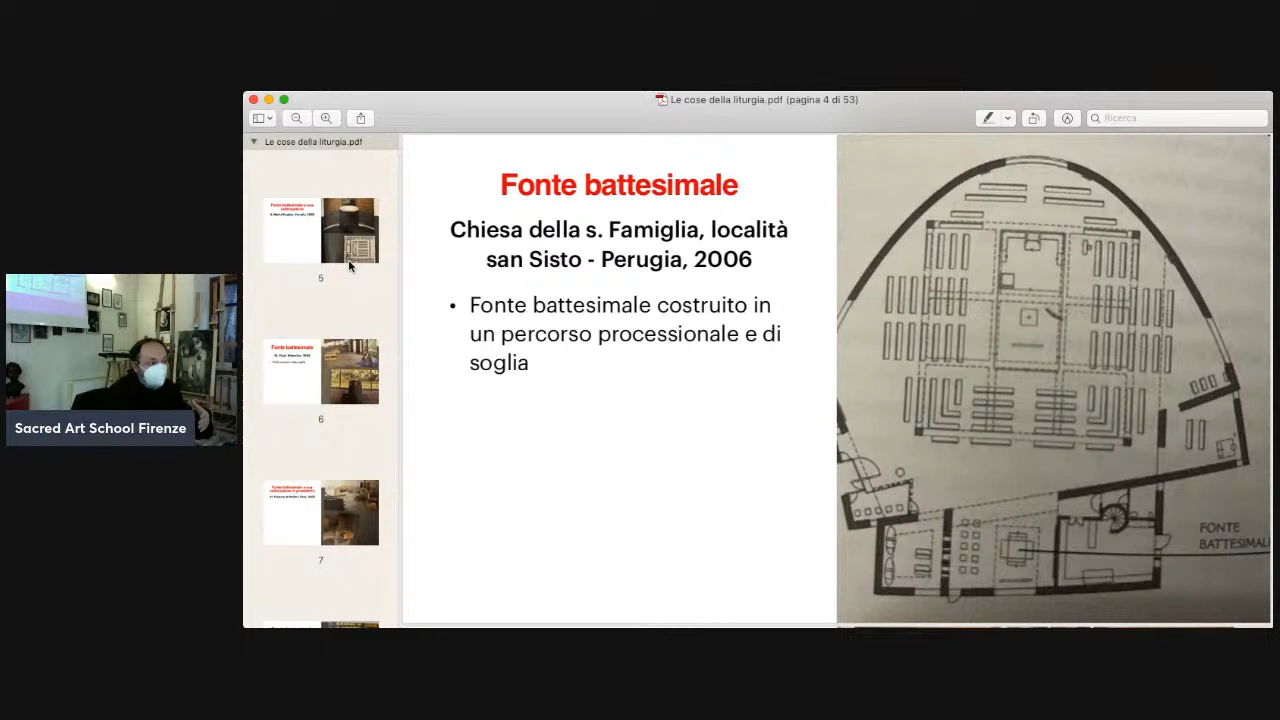 Le cose della liturgia.pdf (pagina 4 di 53)
Ricerca
Le cose della liturgia.pdf
Fonte battesimale
Chiesa della s. Famiglia, località
san Sisto - Perugia, 2006
• Fonte battesimale costruito in
un percorso processionale e di
soglia
FONTE
BATTESIMAL
5
Fonte battesimale
6
7
Sacred Art School Firenze